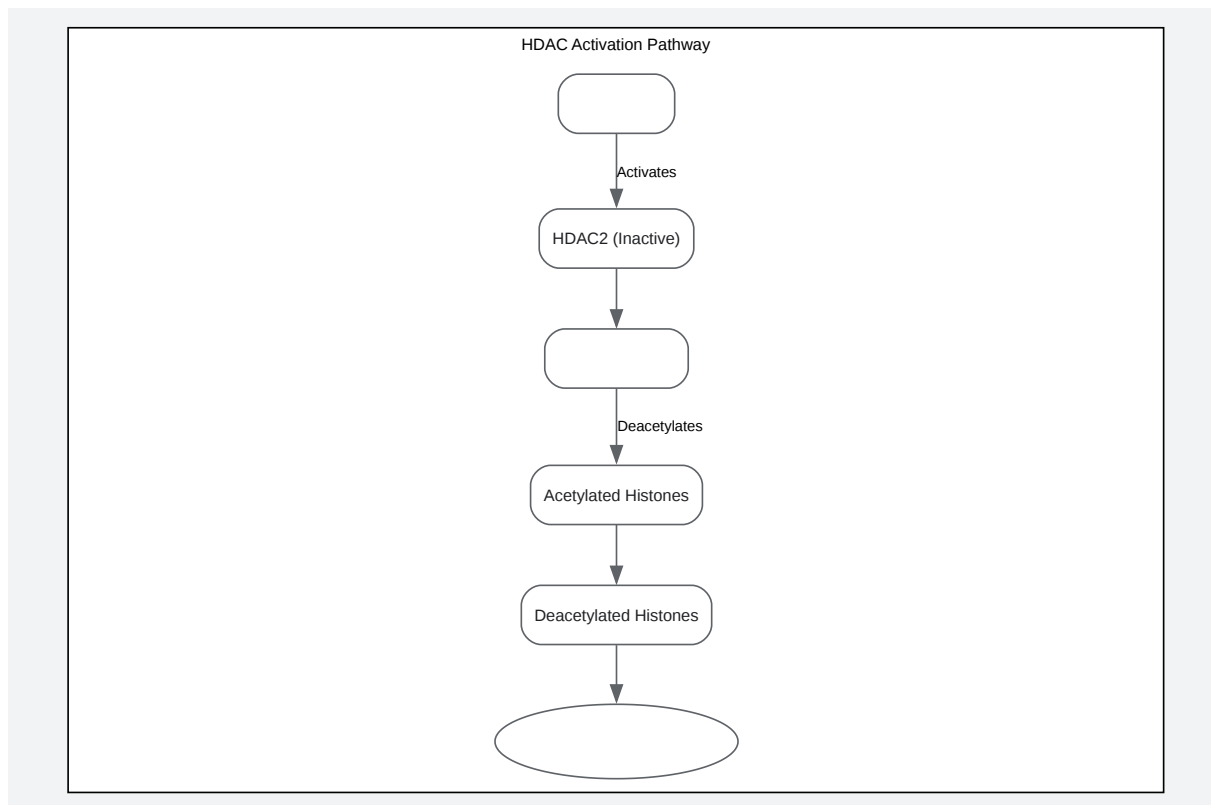 HDAC Activation Pathway
Activates
HDAC2 (Inactive)
Deacetylates
Acetylated Histones
Deacetylated Histones